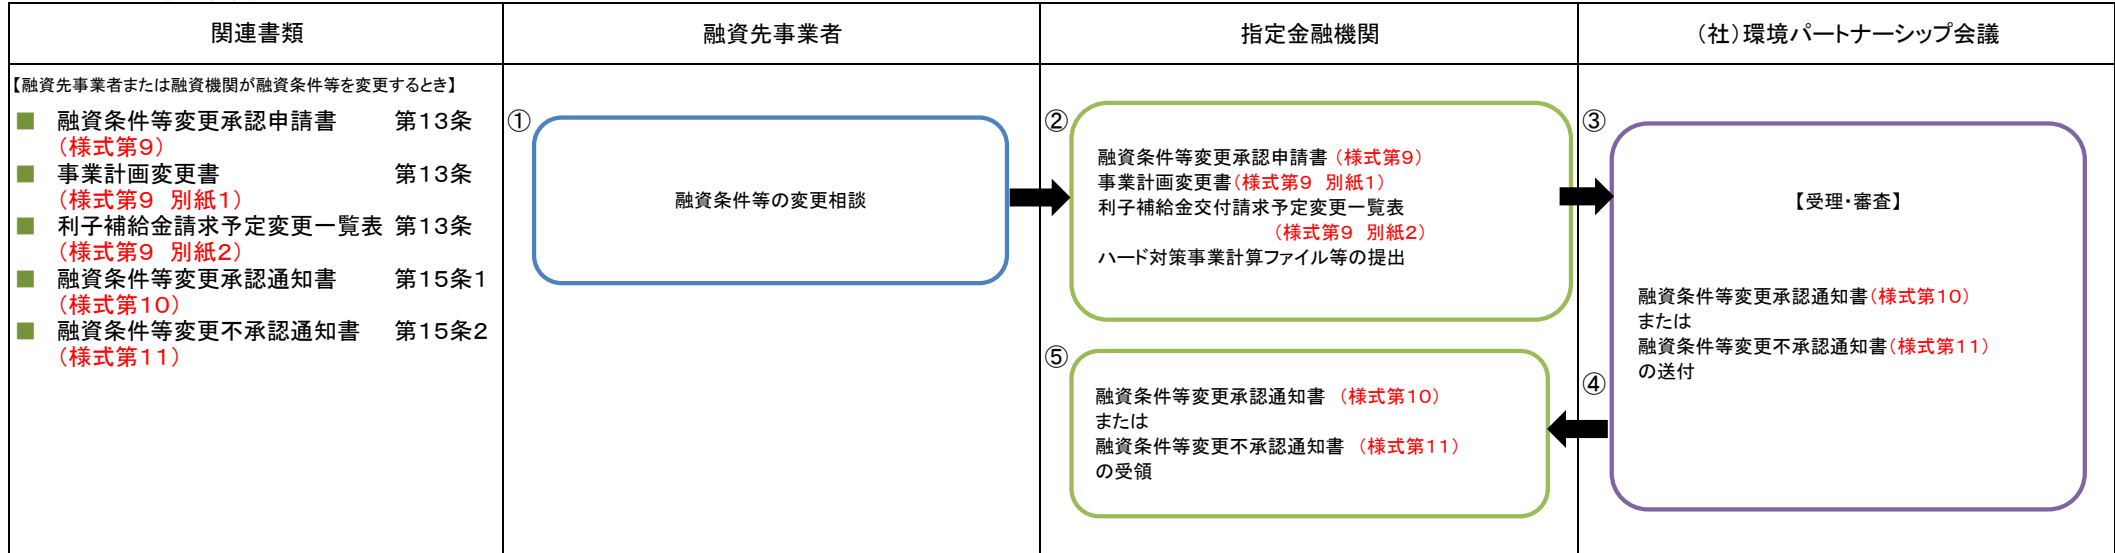 関連書類
融資先事業者
指定金融機関
（社）環境パートナーシップ会議
【融資先事業者または融資機関が融資条件等を変更するとき】
■ 融資条件等変更承認申請書 第13条
（様式第9）
■ 事業計画変更書 第13条
（様式第9 別紙1）
■ 利子補給金請求予定変更一覧表 第13条
（様式第9 別紙2）
■ 融資条件等変更承認通知書 第15条1
（様式第10）
■ 融資条件等変更不承認通知書 第15条2
（様式第11）
①
融資条件等の変更相談
②
融資条件等変更承認申請書（様式第9）
事業計画変更書（様式第9 別紙1）
利子補給金交付請求予定変更一覧表
（様式第9 別紙2）
ハード対策事業計算ファイル等の提出
③
【受理・審査】
融資条件等変更承認通知書（様式第10）
または
融資条件等変更不承認通知書（様式第11）
の送付
④
⑤
融資条件等変更承認通知書 （様式第10）
または
融資条件等変更不承認通知書 （様式第11）
の受領